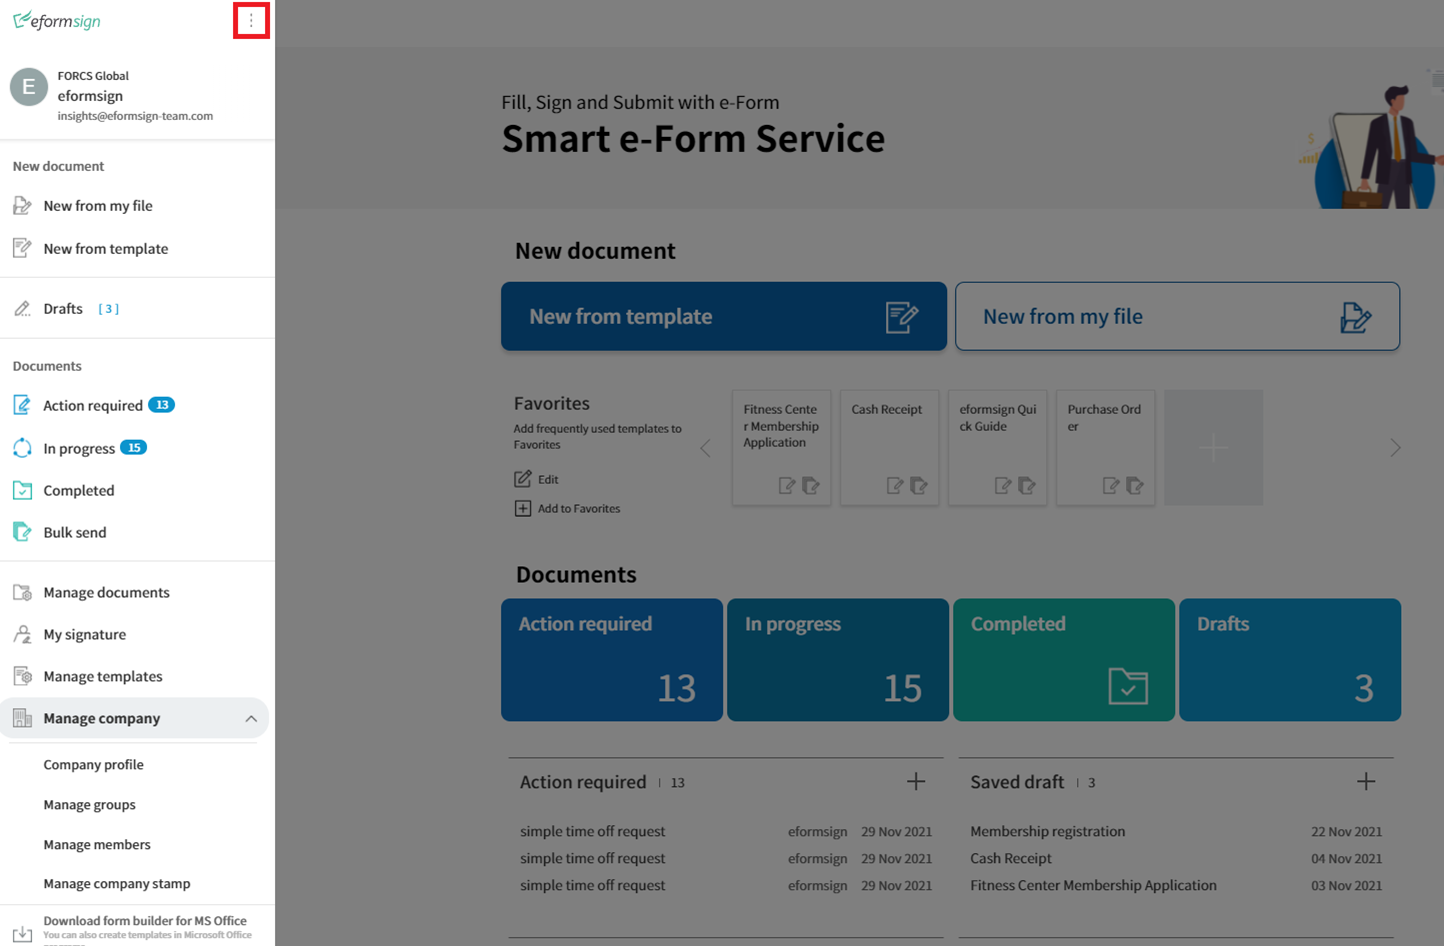 eformsign
E
FORCS Global
eformsign
insights@eformsign-team.com
New document
New from my file
New from template
Drafts [ 3 ]
Documents
Action required 13
In progress 15
Completed
Bulk send
Manage documents
My signature
Manage templates
Manage company
Company profile
Manage groups
Manage members
Manage company stamp
Download form builder for MS Office
You can also create templates in Microsoft Office
Fill, Sign and Submit with e-Form
Smart e-Form Service
$
New document
New from template
New from my file
Favorites
Add frequently used templates to
Favorites
Edit
Add to Favorites
Fitness Cente
r Membership
Application
Cash Receipt
eformsign Qui
ck Guide
Purchase Ord
er
Documents
Action required
13
In progress
15
Completed
Drafts
3
Action required | 13
simple time off request eformsign 29 Nov 2021
simple time off request eformsign 29 Nov 2021
simple time off request eformsign 29 Nov 2021
Saved draft | 3
Membership registration 22 Nov 2021
Cash Receipt 04 Nov 2021
Fitness Center Membership Application 03 Nov 2021